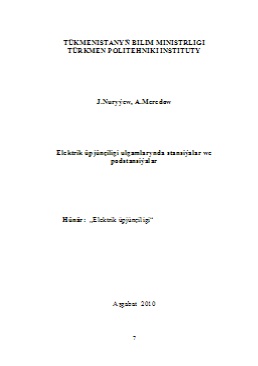 TÜRKMENISTANYŇ BILIM MINISTRLIGI
TÜRKMEN POLITEHNIKI INSTITUTY
J.Nuryýew, A.Meredow
Elektrik üpjünçiligi ulgamlarynda stansiýalar we
podstansiýalar
Hünär: „Elektrik üpjünçiligi"
Aşgabat 2010
7